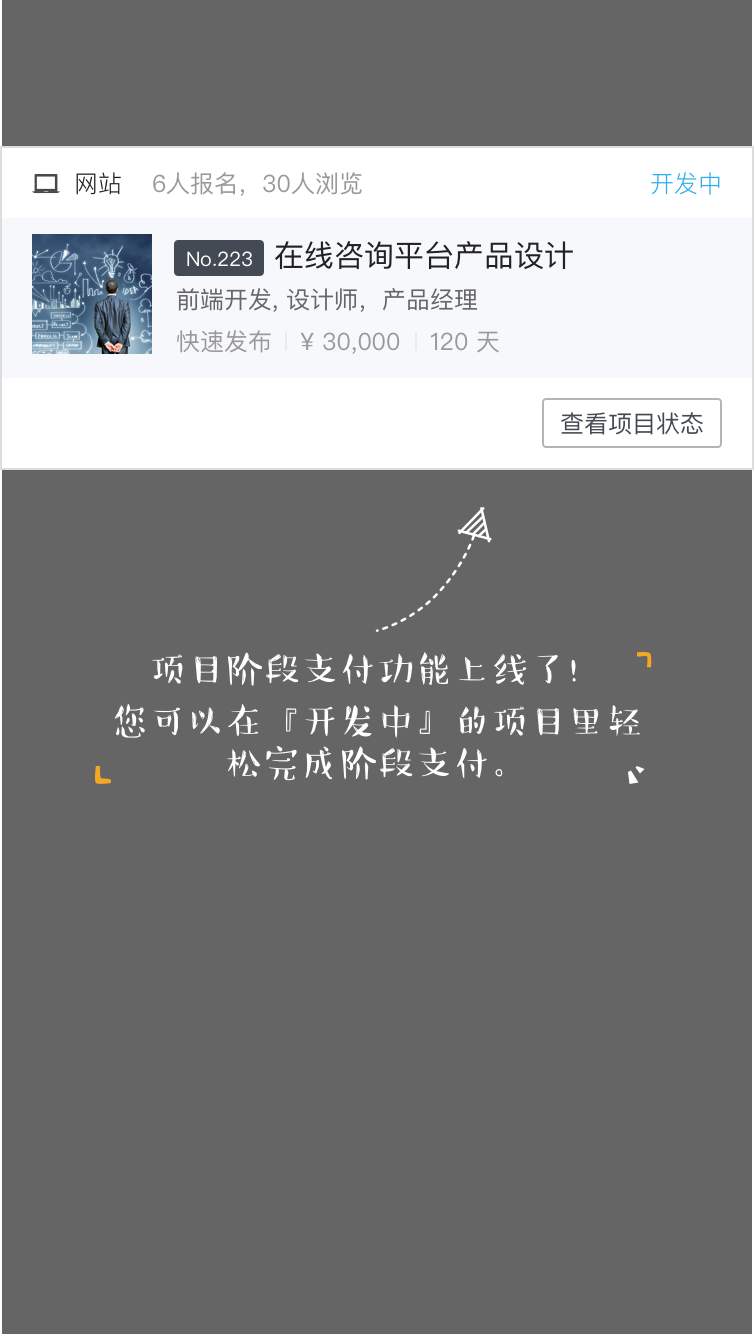 网站 6人报名，30人浏览 开发中
No.223 在线咨询平台产品设计
前端开发, 设计师，产品经理
快速发布 ¥ 30,000 120 天
查看项目状态
项目阶段支付功能上线了!
您可以在『开发中』的项目里轻
松完成阶段支付。